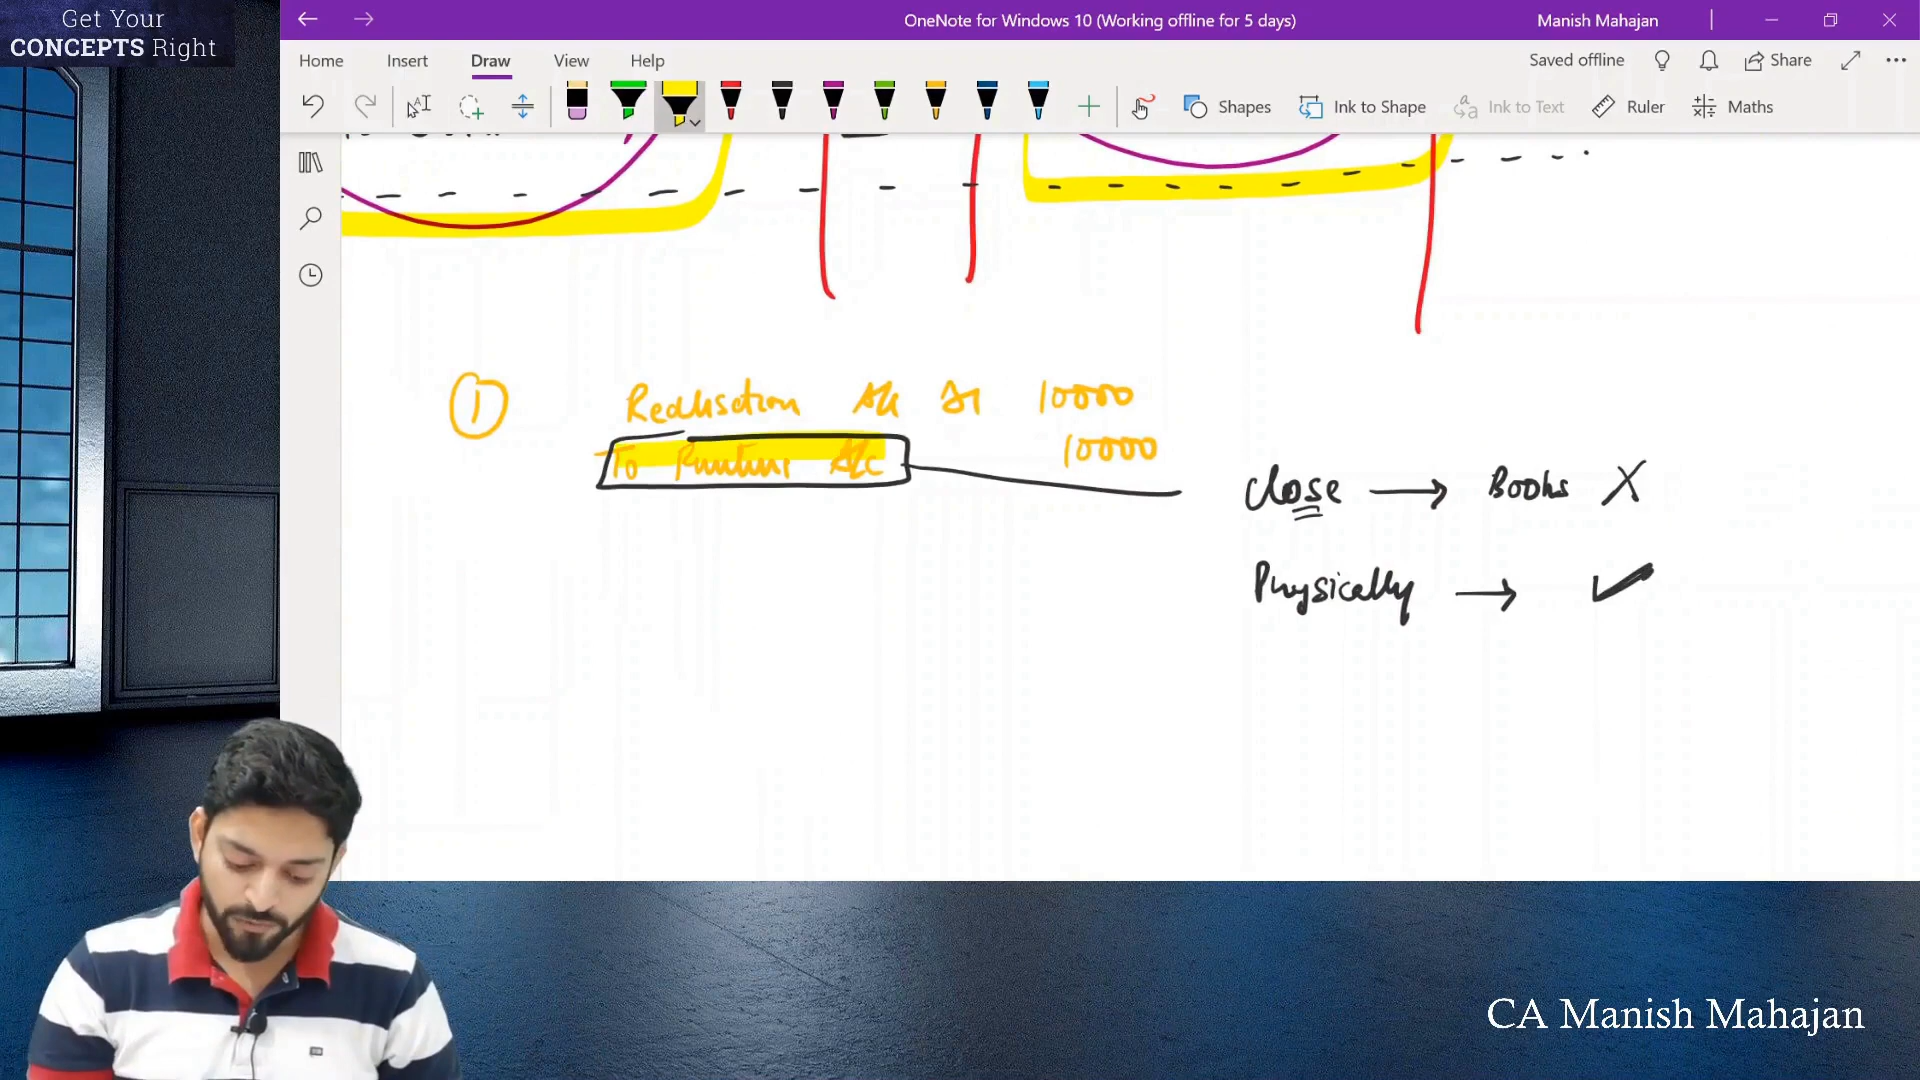 Get Your
CONCEPTS Right
OneNote for Windows 10 (Working offline for 5 days)
Manish Mahajan
Home
Insert
Draw
View
Help
Saved offline
Share
Ink to Shape
Shapes
Ink to Text
Ruler
Maths
1
Realisation A/c Dr 10000
To Furniture A/c 10000
Close → Books X
Physically → ✓
CA Manish Mahajan